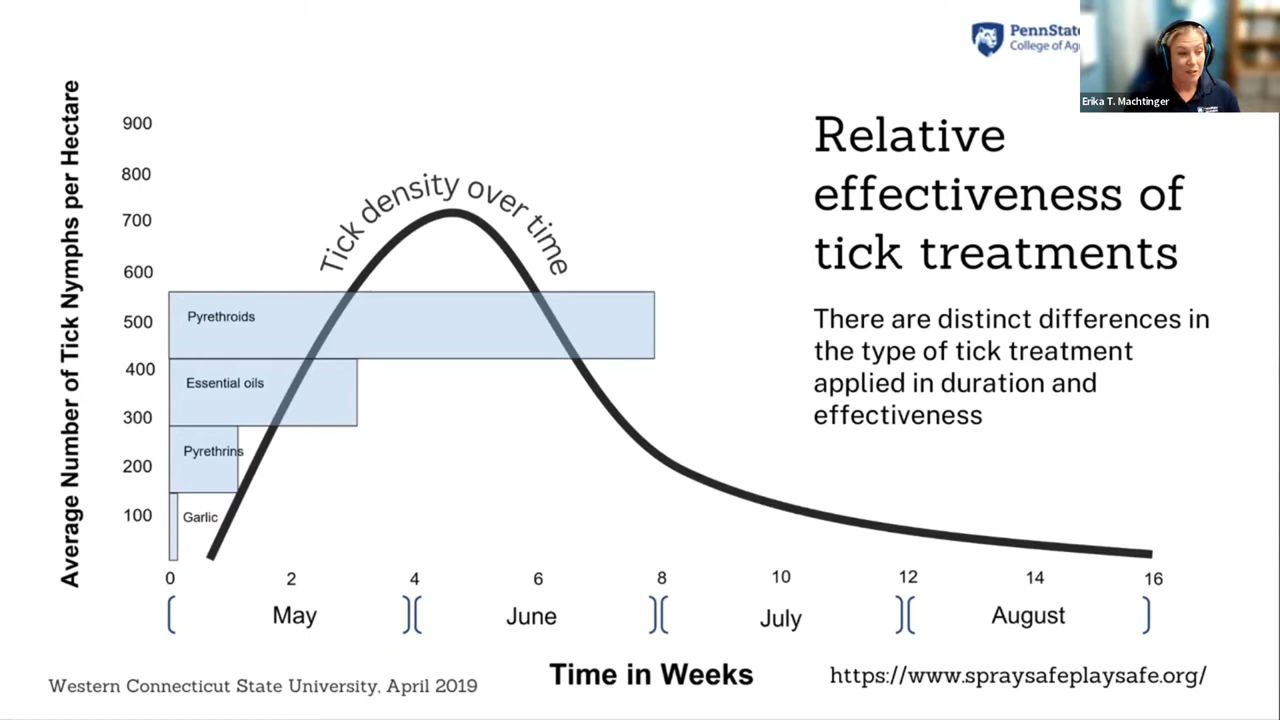 PennState
College of Ag
Erika T. Machtinger
Relative
effectiveness of
tick treatments
There are distinct differences in
the type of tick treatment
applied in duration and
effectiveness
Average Number of Tick Nymphs per Hectare
900
800
700
600
500
400
300
200
100
Tick density over time
Pyrethroids
Essential oils
Pyrethrins
Garlic
0 2 4 6 8 10 12 14 16
May June July August
Time in Weeks
Western Connecticut State University, April 2019
https://www.spraysafeplaysafe.org/